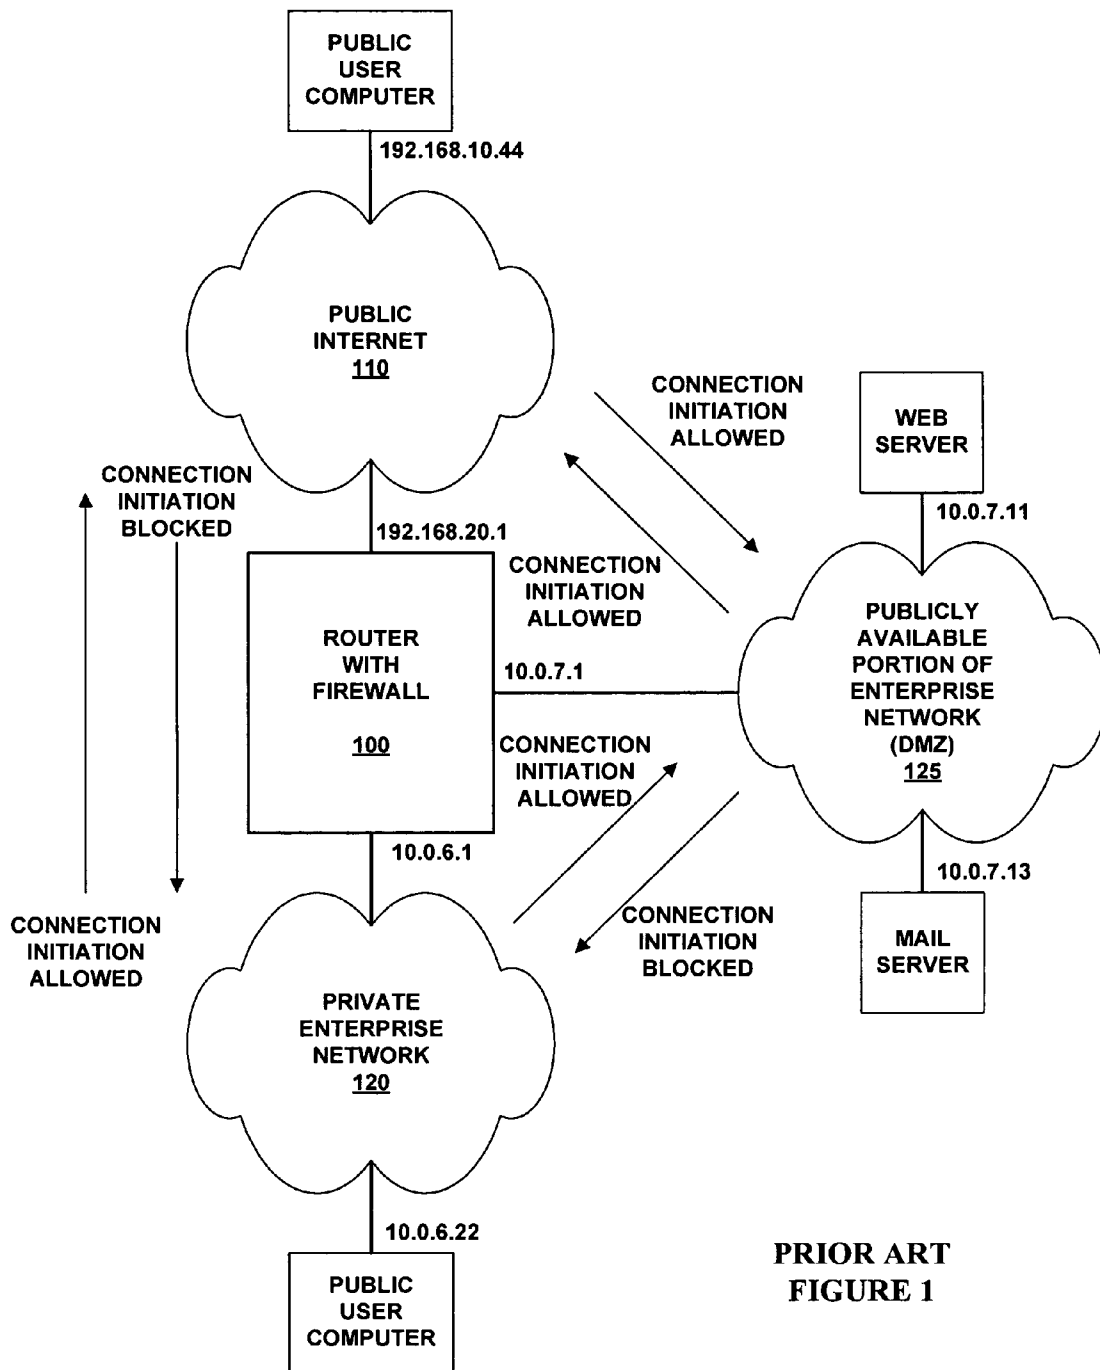 PUBLIC
USER
COMPUTER
192.168.10.44
PUBLIC
INTERNET
110
CONNECTION
INITIATION
ALLOWED
WEB
SERVER
10.0.7.11
CONNECTION
INITIATION
BLOCKED
192.168.20.1
CONNECTION
INITIATION
ALLOWED
ROUTER
WITH
FIREWALL
100
10.0.7.1
PUBLICLY
AVAILABLE
PORTION OF
ENTERPRISE
NETWORK
(DMZ)
125
CONNECTION
INITIATION
ALLOWED
10.0.6.1
10.0.7.13
CONNECTION
INITIATION
ALLOWED
CONNECTION
INITIATION
BLOCKED
MAIL
SERVER
PRIVATE
ENTERPRISE
NETWORK
120
10.0.6.22
PUBLIC
USER
COMPUTER
PRIOR ART
FIGURE 1